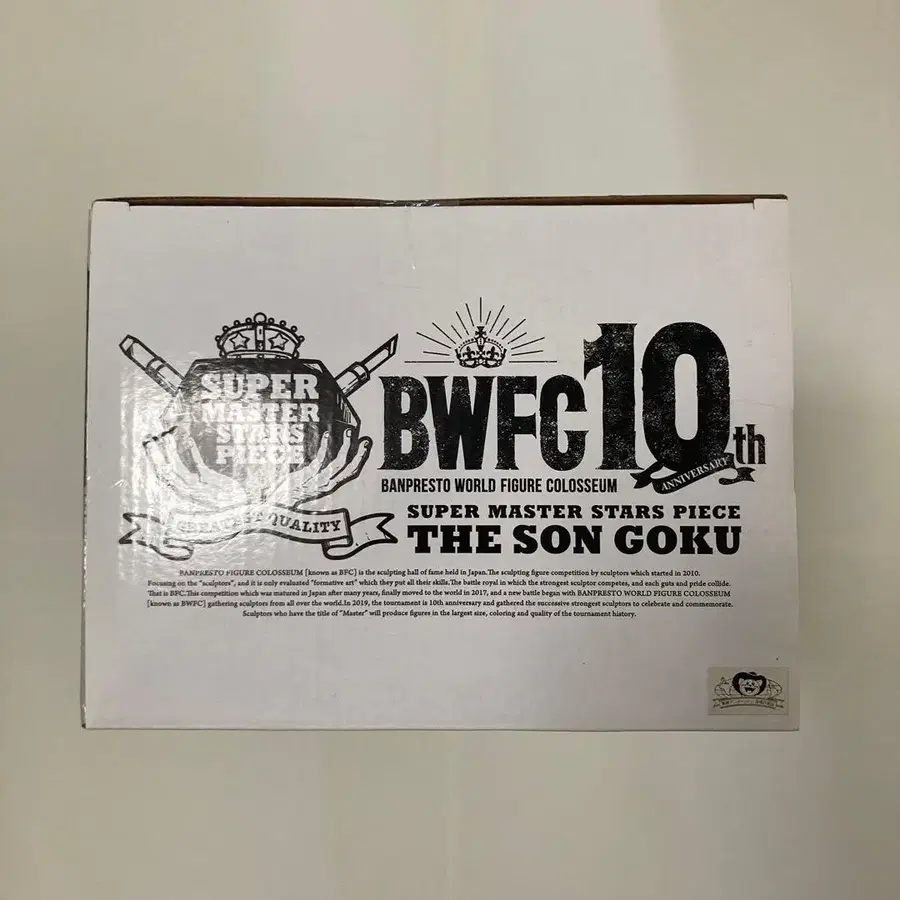 SUPER
MASTER
STARS
PIECE
GREATEST QUALITY
BWFC 10th
ANNIVERSARY
BANPRESTO WORLD FIGURE COLOSSEUM
SUPER MASTER STARS PIECE
THE SON GOKU
BANPRESTO FIGURE COLOSSEUM [known as BFC] is the sculpting hall of fame held in Japan.The sculpting figure competition by sculptors which started in 2010.
Focusing on the "sculptors", and it is only evaluated "formative art" which they put all their skills.The battle royal in which the strongest sculptor competes, and each guts and pride collide.
That is BFC.This competition which was matured in Japan after many years, finally moved to the world in 2017, and a new battle began with BANPRESTO WORLD FIGURE COLOSSEUM
[known as BWFC] gathering sculptors from all over the world.In 2019, the tournament is 10th anniversary and gathered the successive strongest sculptors to celebrate and commemorate.
Sculptors who have the title of "Master" will produce figures in the largest size, coloring and quality of the tournament history.